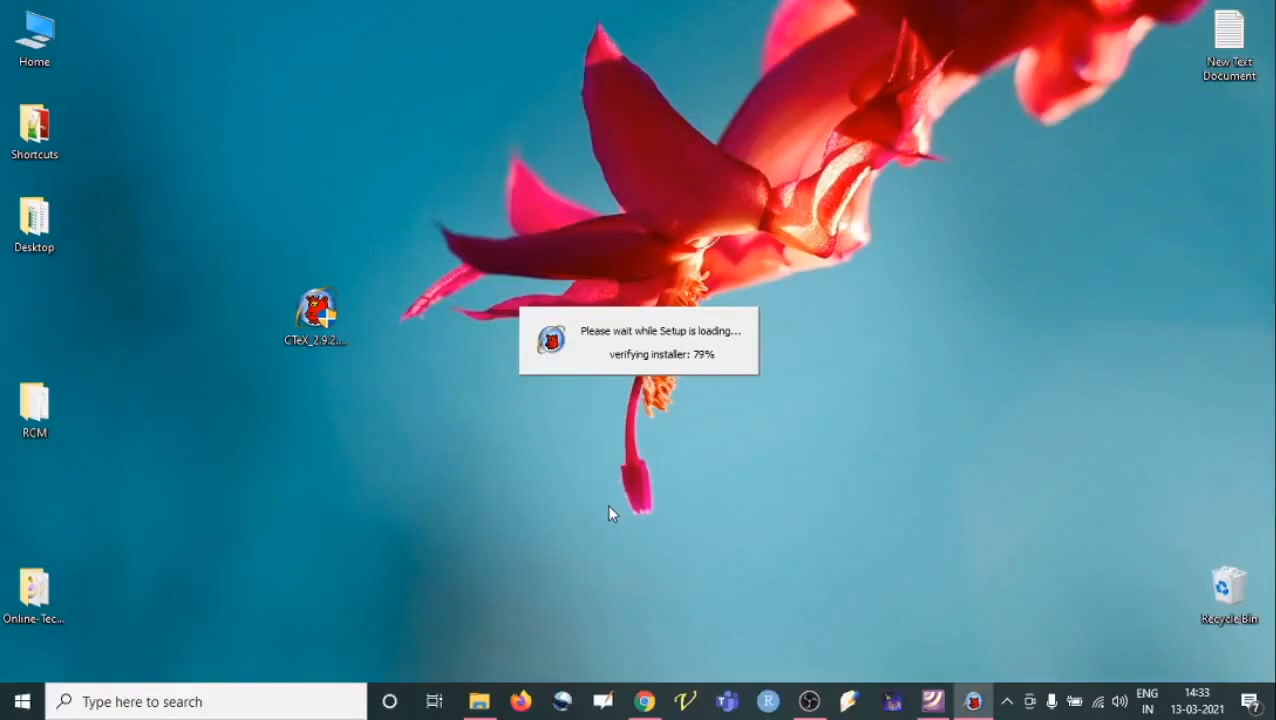 Home
Shortcuts
Desktop
RCM
Online-Tec...
CTeX_2.9.2....
Please wait while Setup is loading...
verifying installer: 79%
New Text
Document
Recycle Bin
Type here to search
ENG
IN
14:33
13-03-2021
7